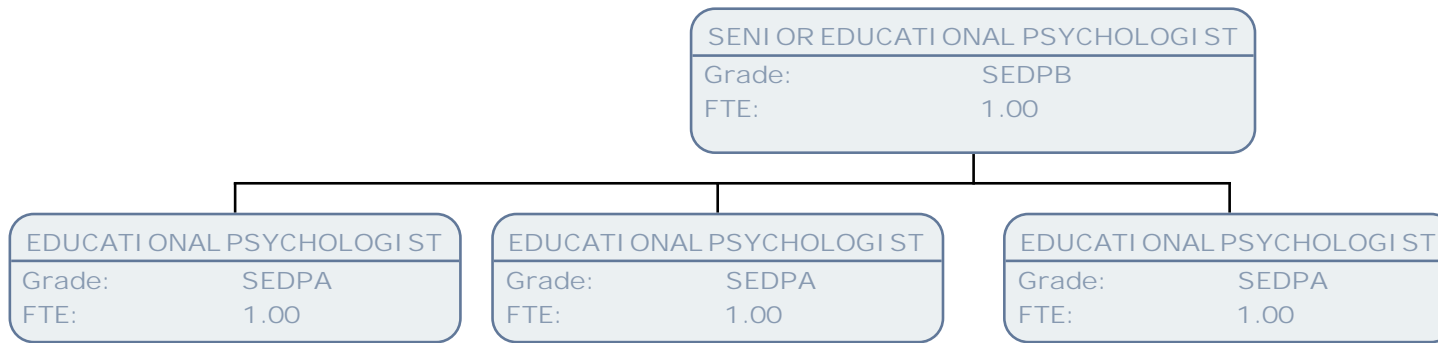 SENIOR EDUCATIONAL PSYCHOLOGIST
Grade: SEDPB
FTE: 1.00
EDUCATIONAL PSYCHOLOGIST
Grade: SEDPA
FTE: 1.00
EDUCATIONAL PSYCHOLOGIST
Grade: SEDPA
FTE: 1.00
EDUCATIONAL PSYCHOLOGIST
Grade: SEDPA
FTE: 1.00